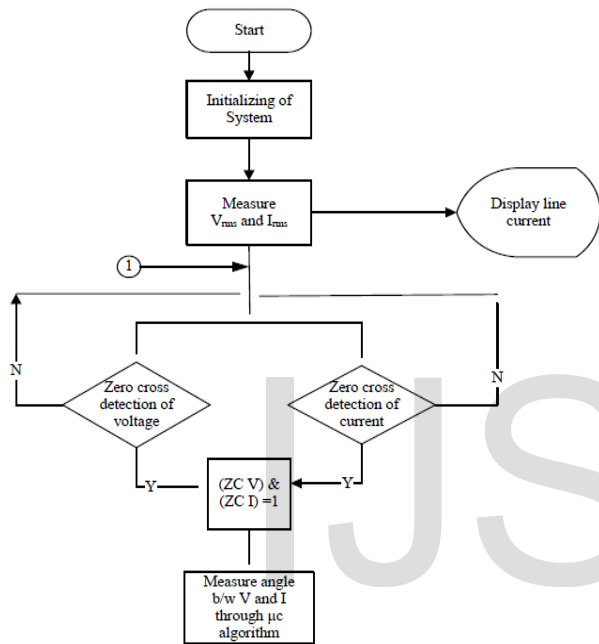 Start
Initializing of
System
Measure
Vrms and Irms
Display line
current
1
N
Zero cross
detection of
voltage
Zero cross
detection of
current
N
Y
(ZC V) &
(ZC I) =1
Y
Measure angle
b/w V and I
through µc
algorithm
IJS